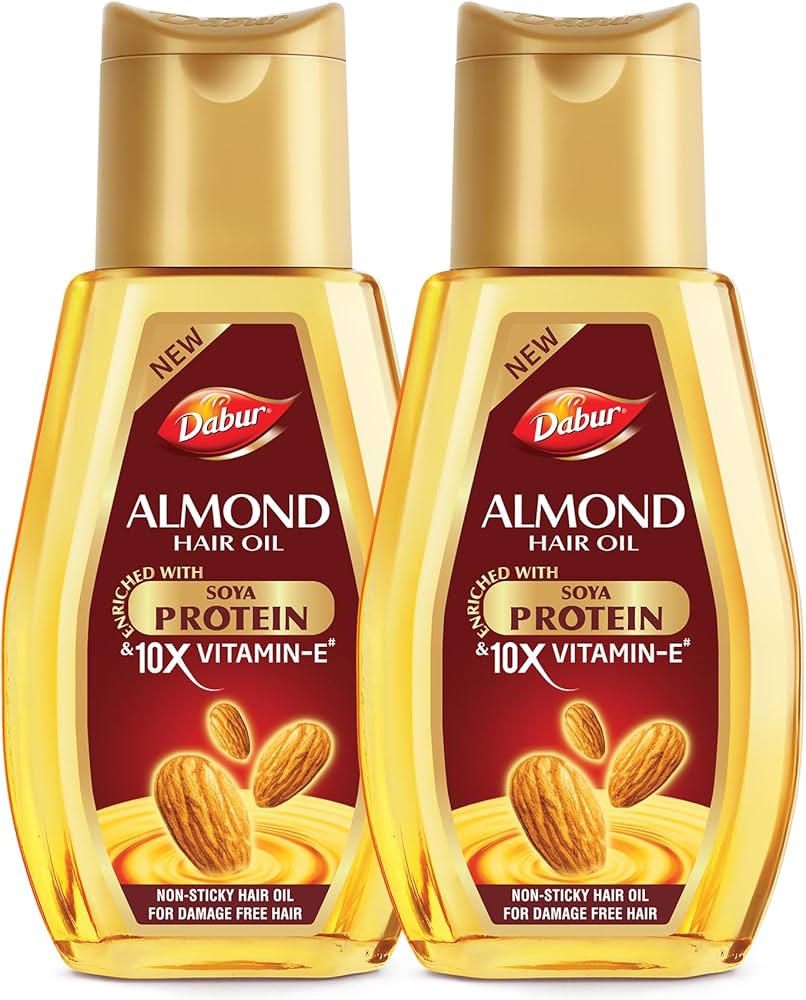 Dabur
NEW
Dabur®
ALMOND
HAIR OIL
ENRICHED WITH
SOYA
PROTEIN
& 10X VITAMIN-E#
NON-STICKY HAIR OIL
FOR DAMAGE FREE HAIR
Dabur
NEW
Dabur®
ALMOND
HAIR OIL
ENRICHED WITH
SOYA
PROTEIN
& 10X VITAMIN-E#
NON-STICKY HAIR OIL
FOR DAMAGE FREE HAIR